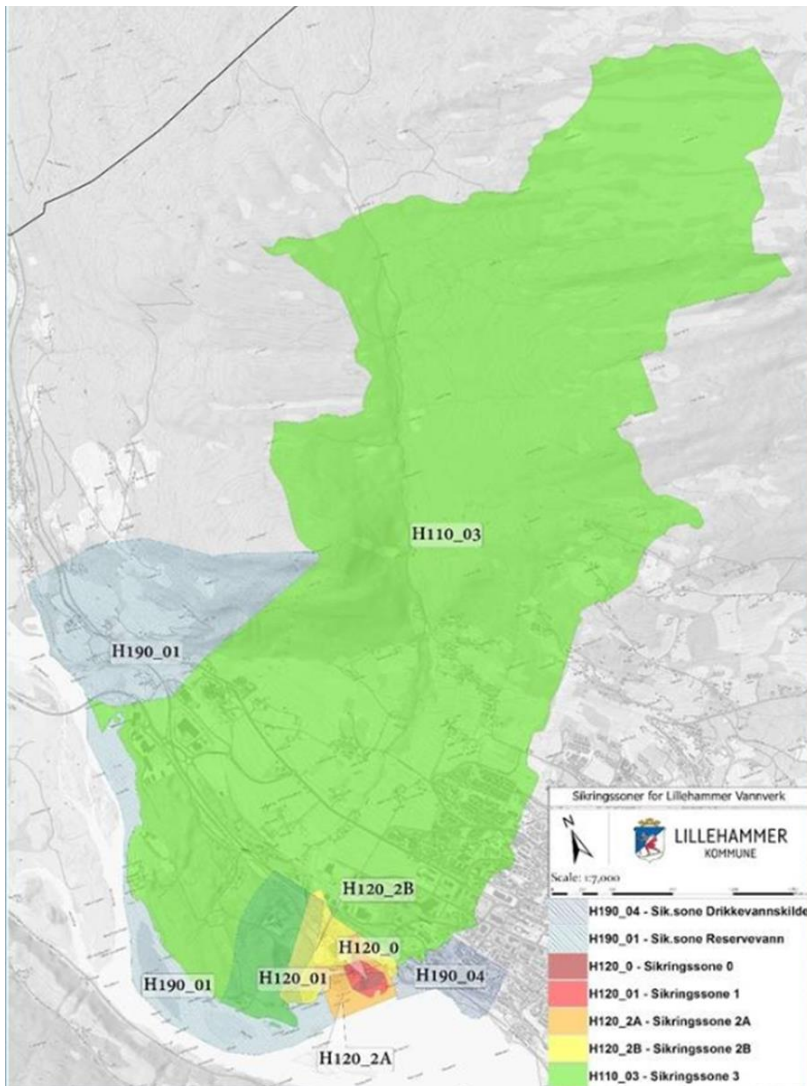 H110_03
H190_01
H120_2B
H120_0
H120_01
H190_04
H190_01
H120_2A
Sikringssoner for Lillehammer Vannverk
N
LILLEHAMMER
KOMMUNE
Scale: 1:7,000
H190_04 - Sik.sone Drikkevannskilde
H190_01 - Sik.sone Reservevann
H120_0 - Sikringssone 0
H120_01 - Sikringssone 1
H120_2A - Sikringssone 2A
H120_2B - Sikringssone 2B
H110_03 - Sikringssone 3